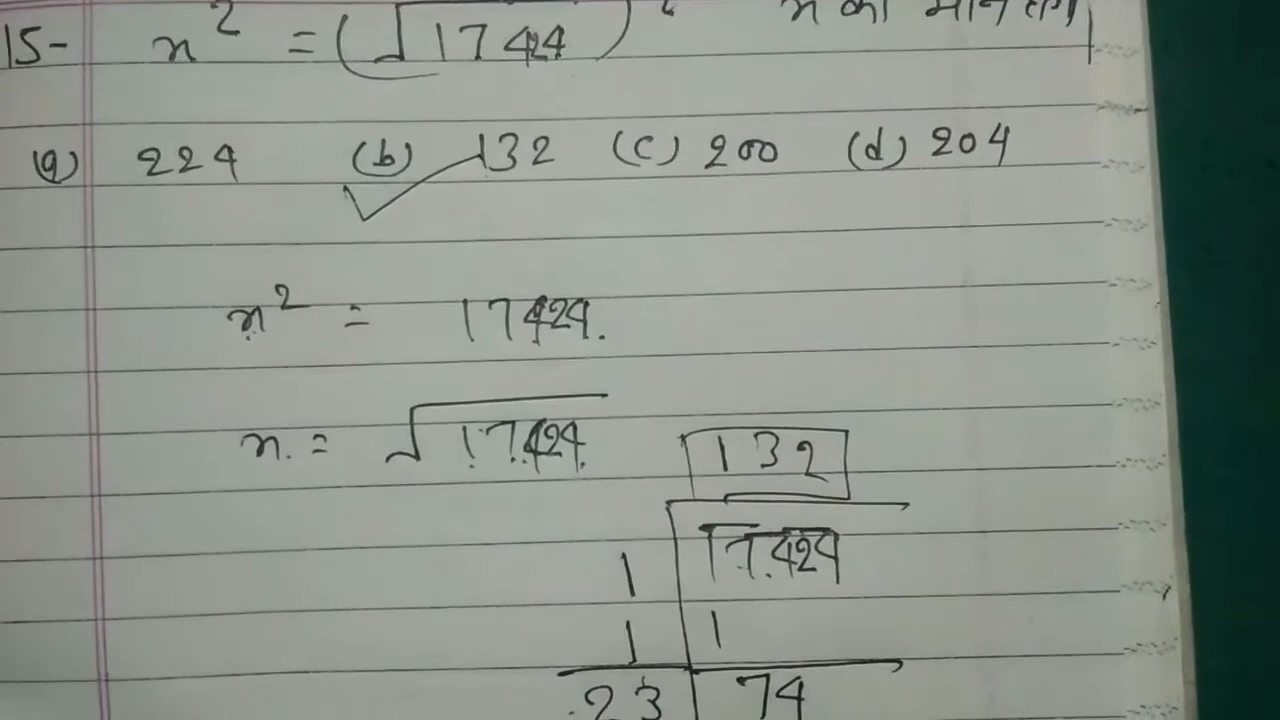 15- x² = (√17424)² x का मान
(a) 224 (b) 132 (c) 200 (d) 204
x² = 17424.
x. = √17424
132
1 17424
1 1
23 74